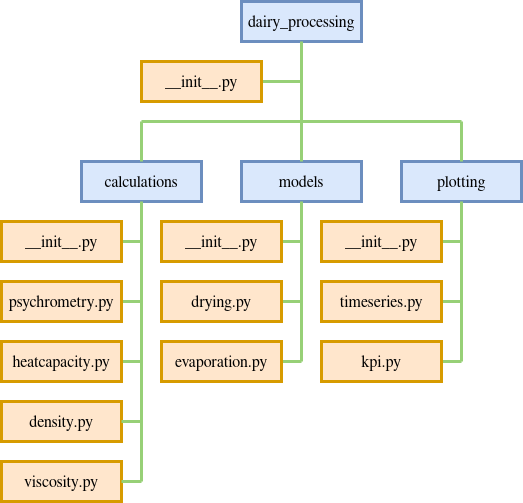 dairy_processing
__init__.py
calculations
models
plotting
__init__.py
__init__.py
__init__.py
psychrometry.py
drying.py
timeseries.py
heatcapacity.py
evaporation.py
kpi.py
density.py
viscosity.py